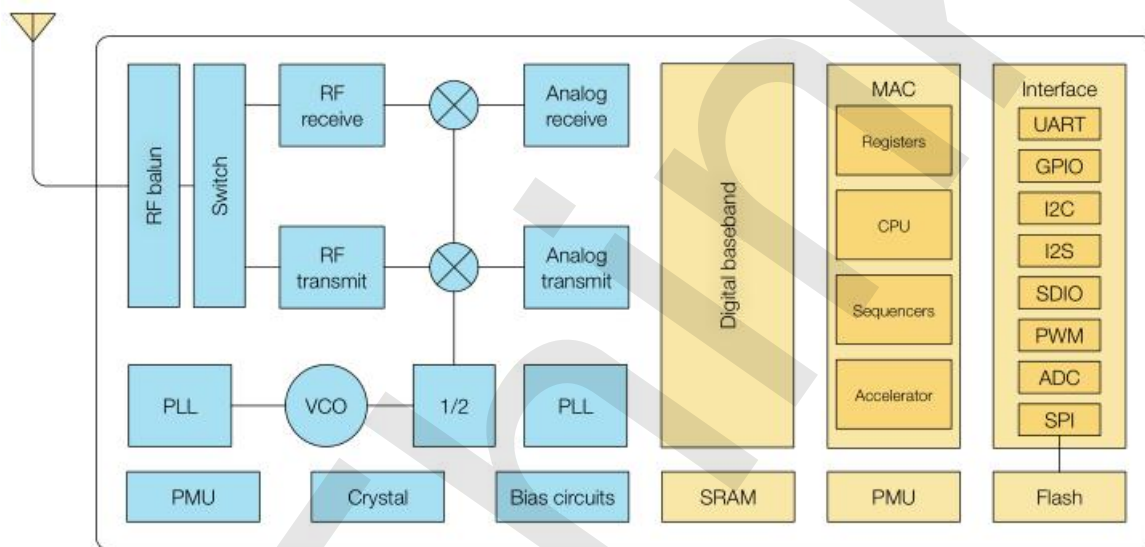 RF balun
Switch
RF
receive
Analog
receive
RF
transmit
Analog
transmit
PLL
VCO
1/2
PLL
PMU
Crystal
Bias circuits
Digital baseband
SRAM
MAC
Registers
CPU
Sequencers
Accelerator
PMU
Interface
UART
GPIO
I2C
I2S
SDIO
PWM
ADC
SPI
Flash